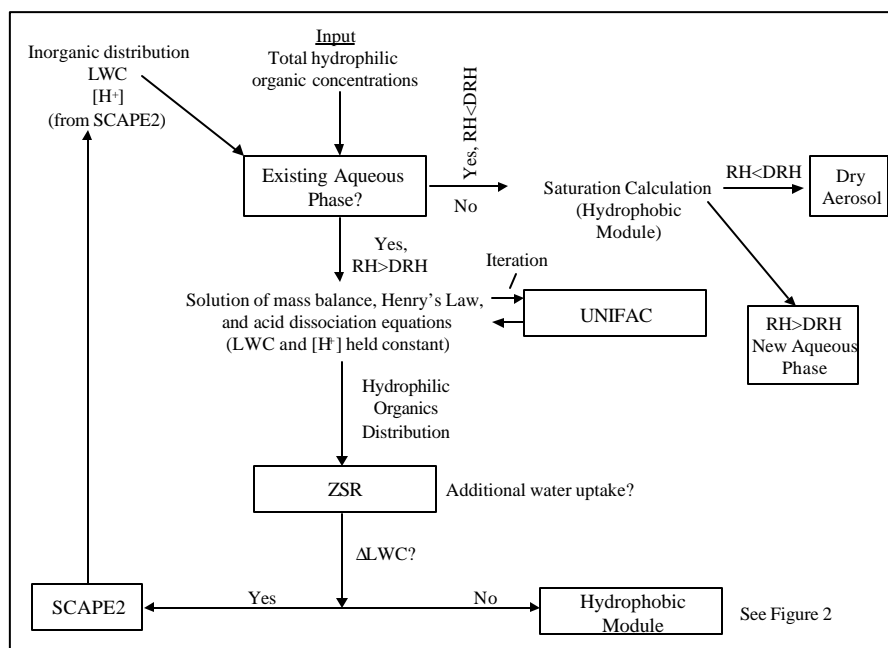 Input
Total hydrophilic
organic concentrations
Inorganic distribution
LWC
[H+]
(from SCAPE2)
Existing Aqueous
Phase?
Yes, RH<DRH
No
Saturation Calculation
(Hydrophobic
Module)
RH<DRH
Dry
Aerosol
Yes,
RH>DRH
Iteration
Solution of mass balance, Henry's Law,
and acid dissociation equations
(LWC and [H+] held constant)
UNIFAC
RH>DRH
New Aqueous
Phase
Hydrophilic
Organics
Distribution
ZSR
Additional water uptake?
ΔLWC?
SCAPE2
Yes
No
Hydrophobic
Module
See Figure 2